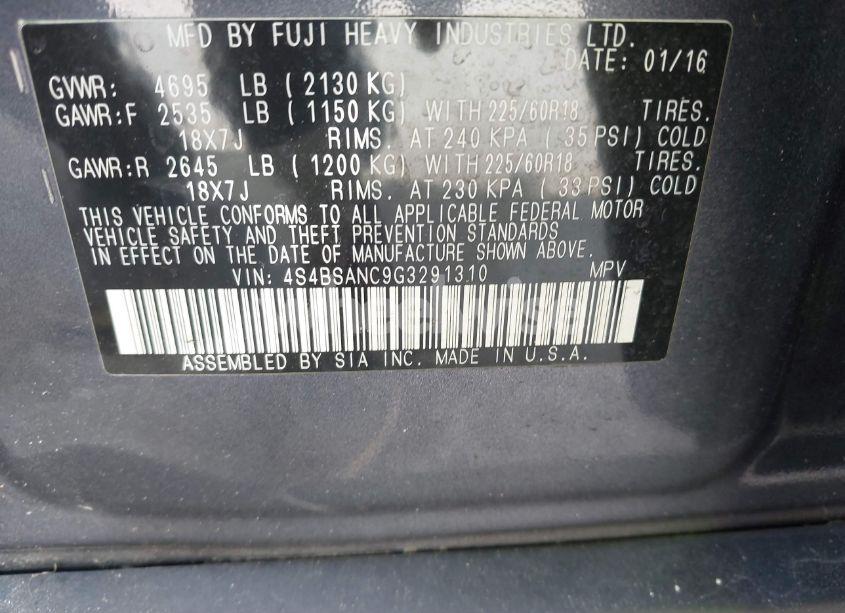 MFD BY FUJI HEAVY INDUSTRIES LTD.
DATE: 01/16
GVWR: 4695 LB ( 2130 KG)
GAWR:F 2535 LB ( 1150 KG) WITH 225/60R18 TIRES.
18X7J RIMS. AT 240 KPA ( 35 PSI) COLD
GAWR:R 2645 LB ( 1200 KG) WITH 225/60R18 TIRES.
18X7J RIMS. AT 230 KPA ( 33 PSI) COLD
THIS VEHICLE CONFORMS TO ALL APPLICABLE FEDERAL MOTOR
VEHICLE SAFETY AND THEFT PREVENTION STANDARDS
IN EFFECT ON THE DATE OF MANUFACTURE SHOWN ABOVE.
VIN: 4S4BSANC9G3291310 MPV
ASSEMBLED BY SIA INC. MADE IN U.S.A.